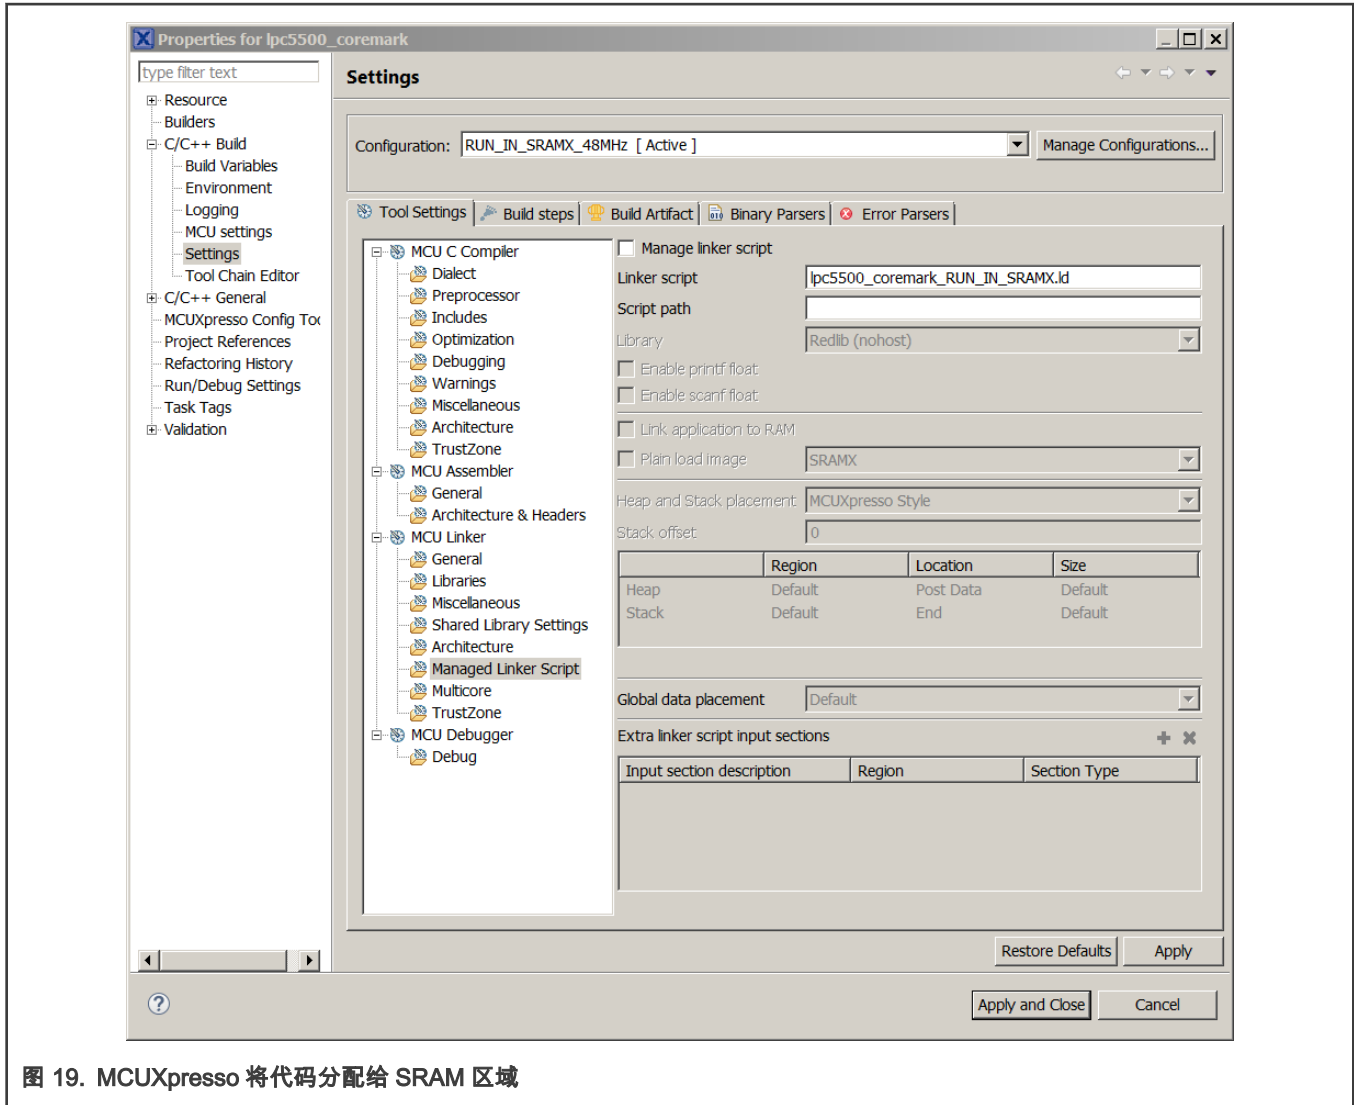 Properties for lpc5500_coremark
type filter text
Settings
Resource
Builders
C/C++ Build
Build Variables
Environment
Logging
MCU settings
Settings
Tool Chain Editor
C/C++ General
MCUXpresso Config Too
Project References
Refactoring History
Run/Debug Settings
Task Tags
Validation
Configuration: RUN_IN_SRAMX_48MHz [ Active ] Manage Configurations...
Tool Settings Build steps Build Artifact Binary Parsers Error Parsers
MCU C Compiler
Dialect
Preprocessor
Includes
Optimization
Debugging
Warnings
Miscellaneous
Architecture
TrustZone
MCU Assembler
General
Architecture & Headers
MCU Linker
General
Libraries
Miscellaneous
Shared Library Settings
Architecture
Managed Linker Script
Multicore
TrustZone
MCU Debugger
Debug
Manage linker script
Linker script lpc5500_coremark_RUN_IN_SRAMX.ld
Script path
Library Redlib (nohost)
Enable printf float
Enable scanf float
Link application to RAM
Plain load image SRAMX
Heap and Stack placement MCUXpresso Style
Stack offset 0
Region Location Size
Heap Default Post Data Default
Stack Default End Default
Global data placement Default
Extra linker script input sections
Input section description Region Section Type
Restore Defaults Apply
Apply and Close Cancel
图 19. MCUXpresso 将代码分配给 SRAM 区域